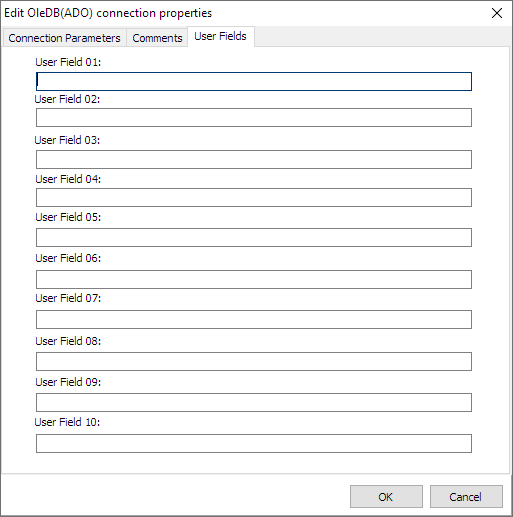 Edit OleDB(ADO) connection properties
Connection Parameters Comments User Fields
User Field 01:
User Field 02:
User Field 03:
User Field 04:
User Field 05:
User Field 06:
User Field 07:
User Field 08:
User Field 09:
User Field 10:
OK Cancel